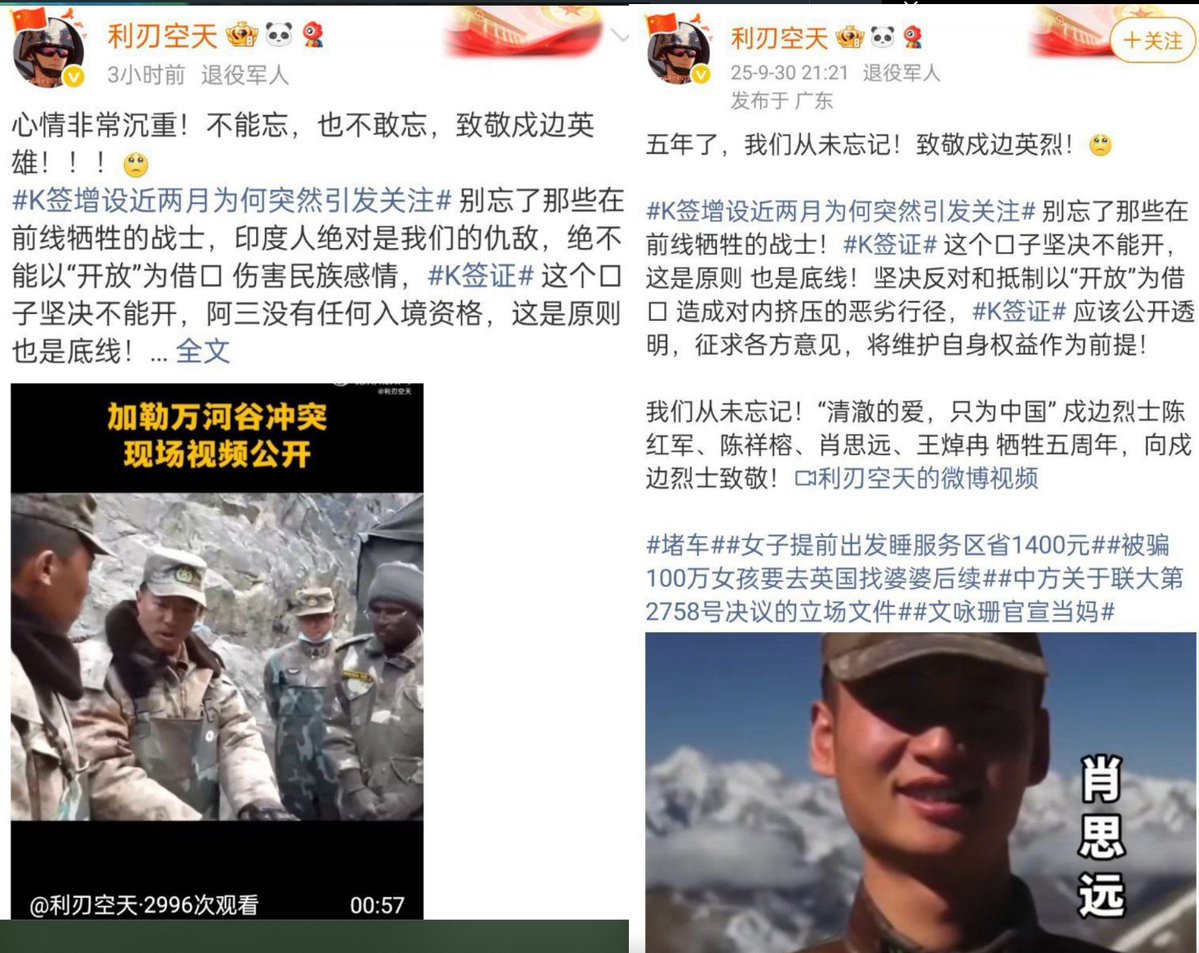 利刃空天
3小时前 退役军人
心情非常沉重！不能忘，也不敢忘，致敬戍边英
雄！！！
#K签增设近两月为何突然引发关注# 别忘了那些在
前线牺牲的战士，印度人绝对是我们的仇敌，绝不
能以“开放”为借口 伤害民族感情，#K签证# 这个口
子坚决不能开，阿三没有任何入境资格，这是原则
也是底线！... 全文
@利刃空天
加勒万河谷冲突
现场视频公开
@利刃空天·2996次观看
00:57
利刃空天
+关注
25-9-30 21:21 退役军人
发布于 广东
五年了，我们从未忘记！致敬戍边英烈！
#K签增设近两月为何突然引发关注# 别忘了那些在
前线牺牲的战士！#K签证# 这个口子坚决不能开，
这是原则 也是底线！坚决反对和抵制以“开放”为借
口 造成对内挤压的恶劣行径，#K签证# 应该公开透
明，征求各方意见，将维护自身权益作为前提！
我们从未忘记！“清澈的爱，只为中国” 戍边烈士陈
红军、陈祥榕、肖思远、王焯冉 牺牲五周年，向戍
边烈士致敬！利刃空天的微博视频
#堵车##女子提前出发睡服务区省1400元##被骗
100万女孩要去英国找婆婆后续##中方关于联大第
2758号决议的立场文件##文咏珊官宣当妈#
肖
思
远